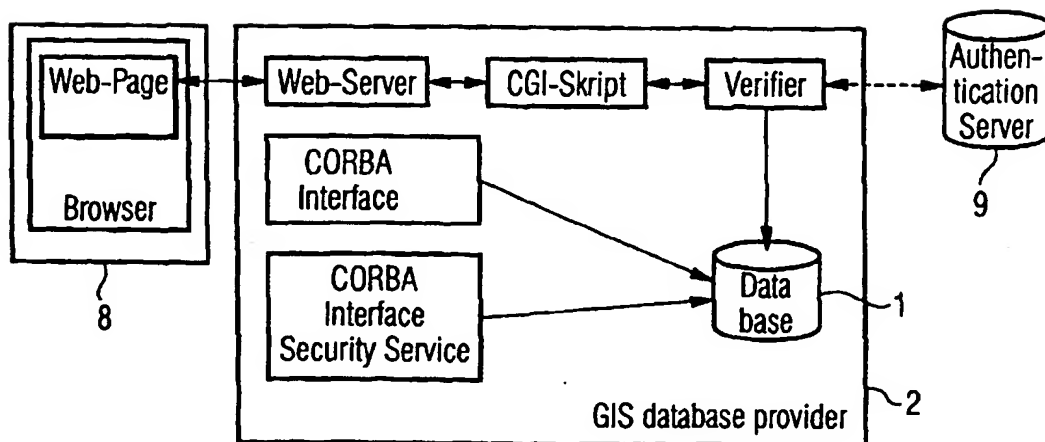 Web-Page
Browser
8
Web-Server
CGI-Skript
Verifier
CORBA
Interface
CORBA
Interface
Security Service
Data
base
1
GIS database provider
2
Authen-
tication
Server
9